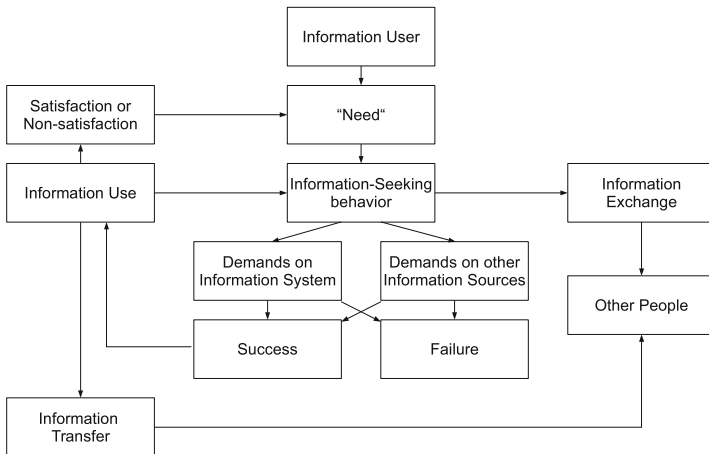 Information User
Satisfaction or
Non-satisfaction
“Need“
Information Use
Information-Seeking
behavior
Information
Exchange
Demands on
Information System
Demands on other
Information Sources
Other People
Success
Failure
Information
Transfer